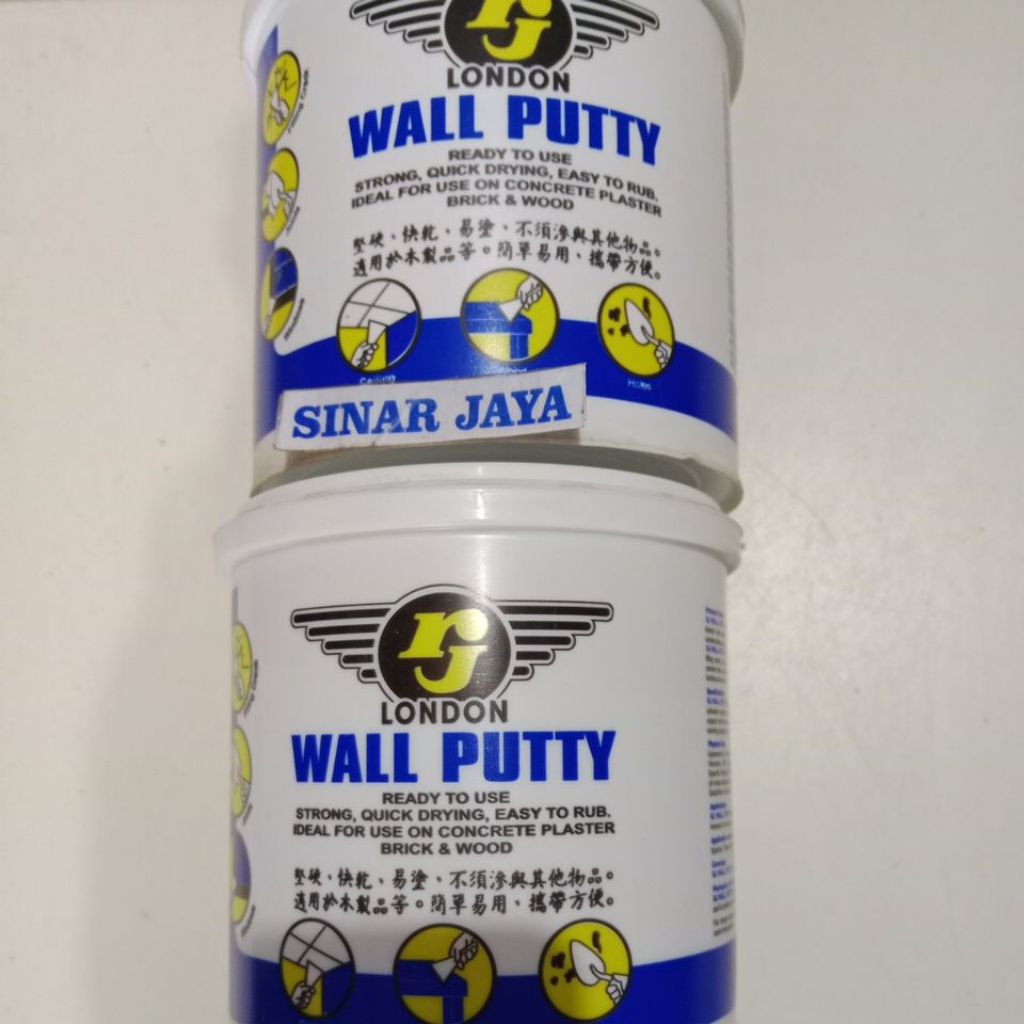 rj
LONDON
WALL PUTTY
READY TO USE
STRONG, QUICK DRYING, EASY TO RUB.
IDEAL FOR USE ON CONCRETE PLASTER
BRICK & WOOD
堅硬、快乾、易塗、不須滲與其他物品。
適用於木製品等。簡單易用、攜帶方便。
Holes
SINAR JAYA
rj
LONDON
WALL PUTTY
READY TO USE
STRONG, QUICK DRYING, EASY TO RUB.
IDEAL FOR USE ON CONCRETE PLASTER
BRICK & WOOD
堅硬、快乾、易塗、不須滲與其他物品。
適用於木製品等。簡單易用、攜帶方便。